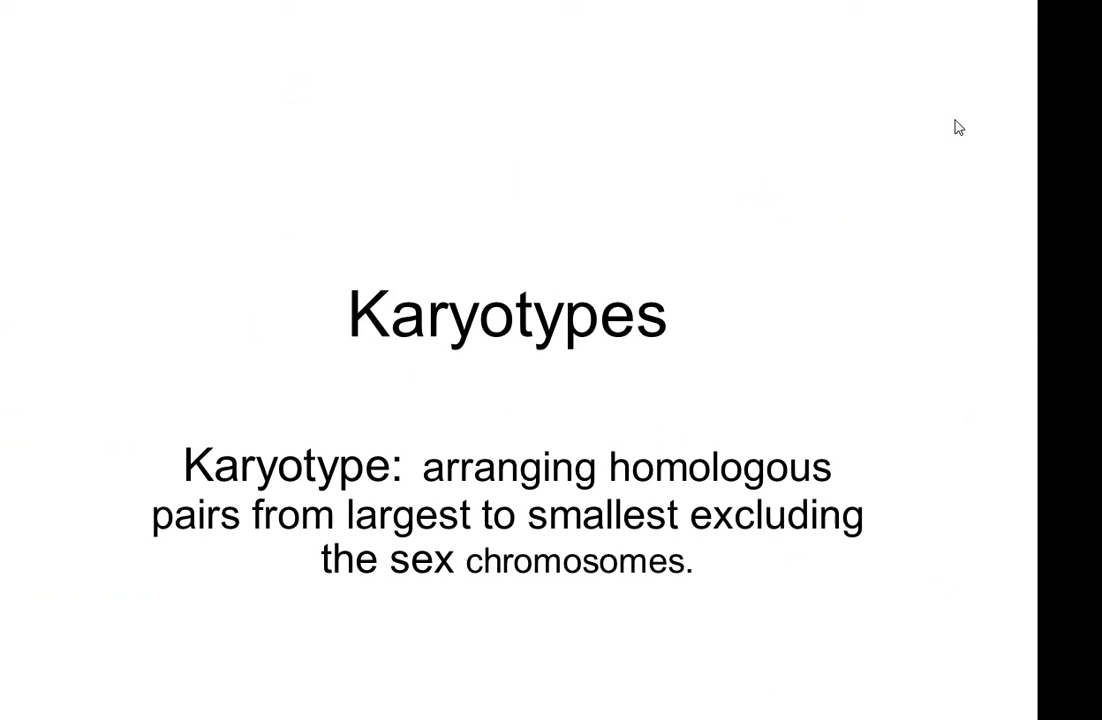 Karyotypes
Karyotype: arranging homologous
pairs from largest to smallest excluding
the sex chromosomes.